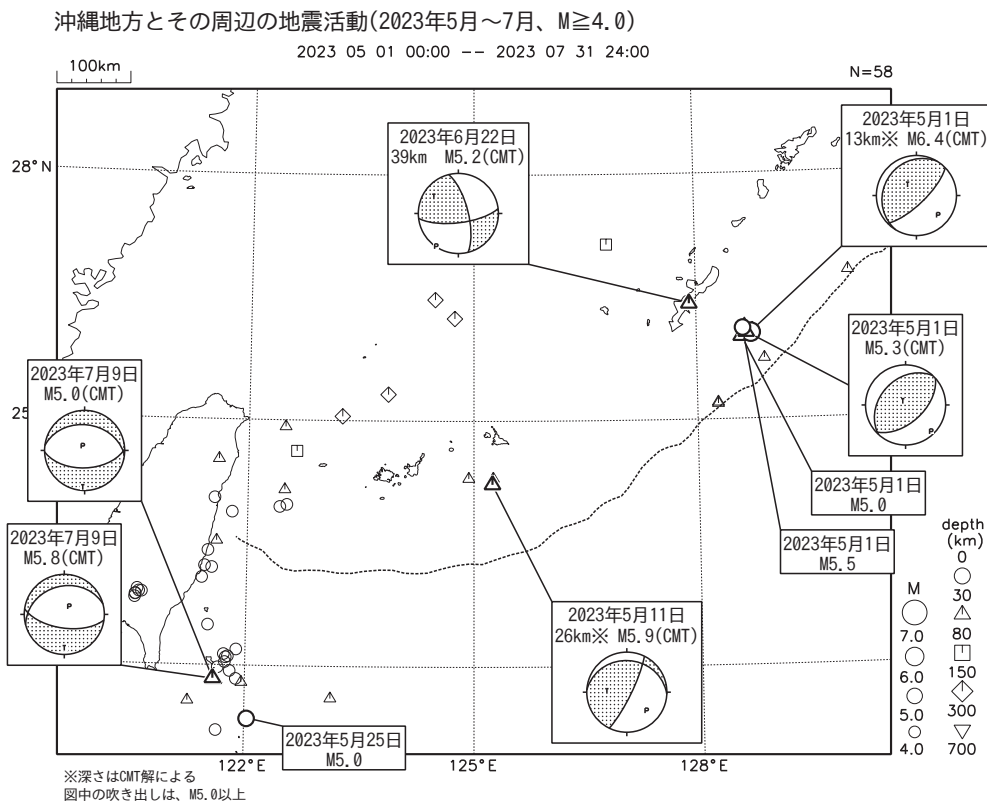 沖縄地方とその周辺の地震活動(2023年5月～7月、M≧4.0)
2023 05 01 00:00 -- 2023 07 31 24:00
100km
N=58
2023年5月1日
13km※ M6.4(CMT)
T
P
2023年6月22日
39km M5.2(CMT)
T
P
28°N
2023年5月1日
M5.3(CMT)
T
P
2023年7月9日
M5.0(CMT)
P
T
25
2023年5月1日
M5.0
2023年7月9日
M5.8(CMT)
P
T
2023年5月1日
M5.5
2023年5月11日
26km※ M5.9(CMT)
T
P
2023年5月25日
M5.0
depth
(km)
0
30
80
150
300
700
M
7.0
6.0
5.0
4.0
122°E
125°E
128°E
※深さはCMT解による
図中の吹き出しは、M5.0以上